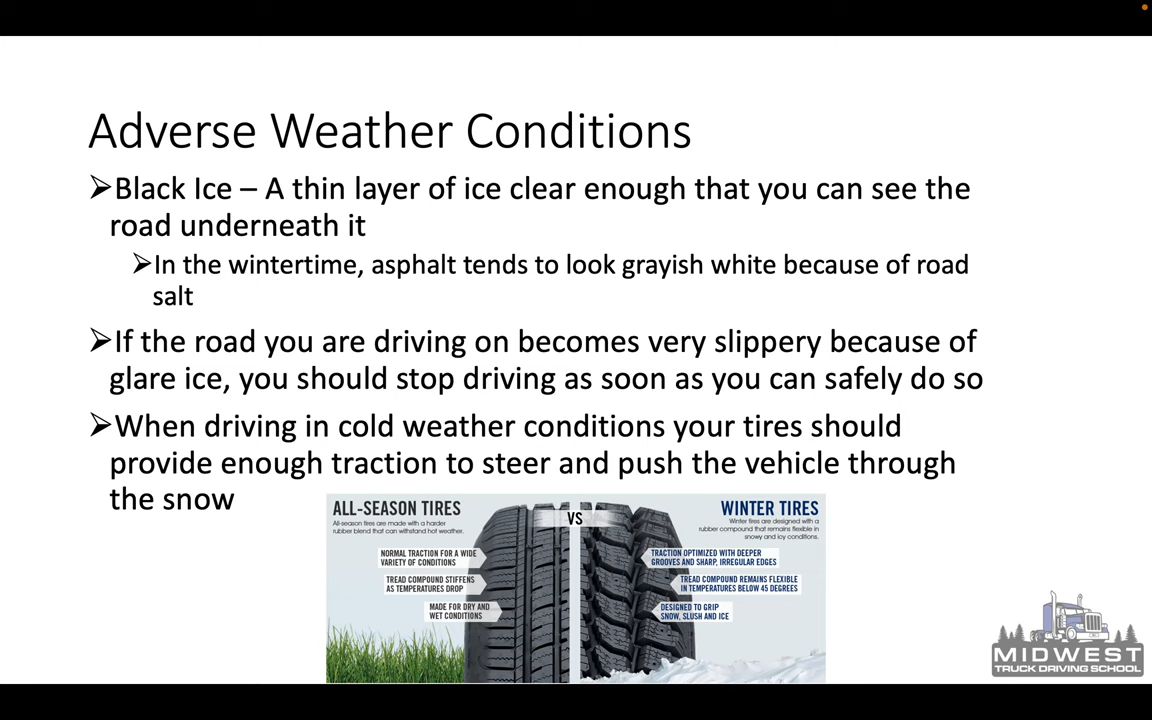 Adverse Weather Conditions
➢Black Ice – A thin layer of ice clear enough that you can see the
road underneath it
➢In the wintertime, asphalt tends to look grayish white because of road
salt
➢If the road you are driving on becomes very slippery because of
glare ice, you should stop driving as soon as you can safely do so
➢When driving in cold weather conditions your tires should
provide enough traction to steer and push the vehicle through
the snow
ALL-SEASON TIRES
All-season tires are made with a harder
rubber blend that can withstand hot weather.
NORMAL TRACTION FOR A WIDE
VARIETY OF CONDITIONS
TREAD COMPOUND STIFFENS
AS TEMPERATURES DROP
MADE FOR DRY AND
WET CONDITIONS
VS
WINTER TIRES
Winter tires are designed with a
rubber compound that remains flexible in
snowy and icy conditions.
TRACTION OPTIMIZED WITH DEEPER
GROOVES AND SHARP, IRREGULAR EDGES
TREAD COMPOUND REMAINS FLEXIBLE
IN TEMPERATURES BELOW 45 DEGREES
DESIGNED TO GRIP
SNOW, SLUSH AND ICE
MIDWEST
TRUCK DRIVING SCHOOL